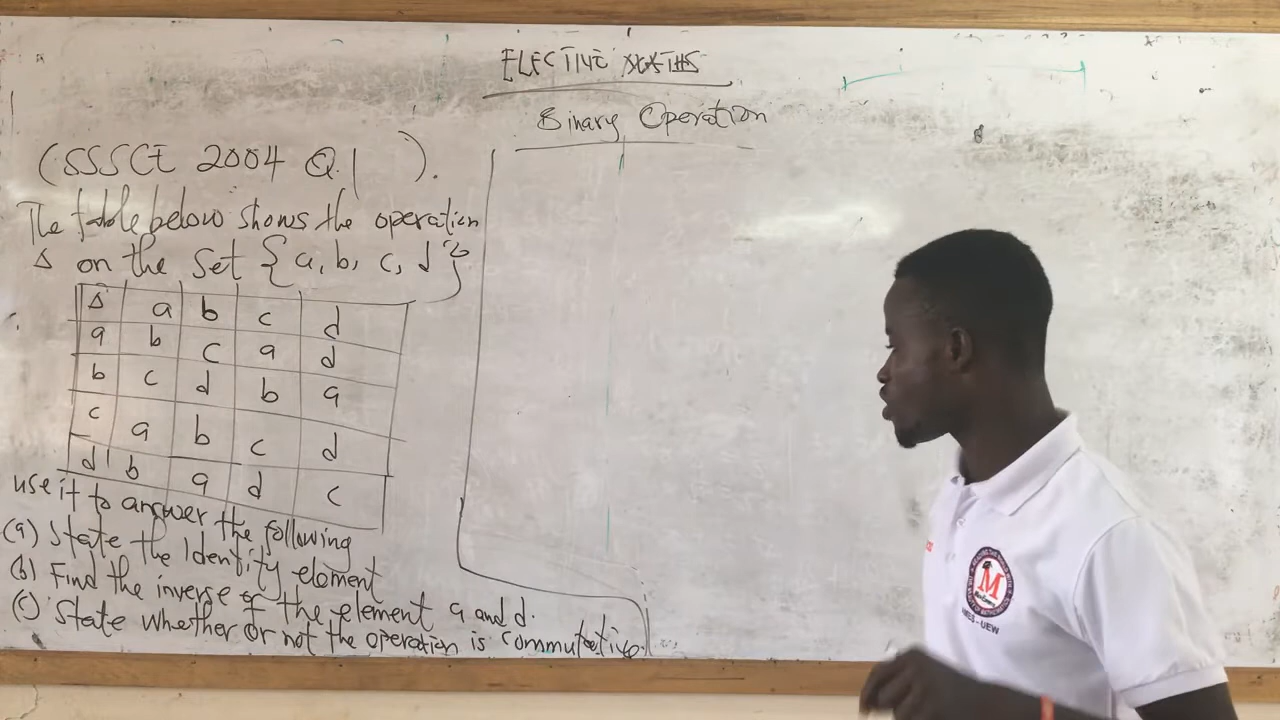 ELECTIVE MATHS
Binary Operation
(SSSCE 2004 Q.1 ).
The table below shows the operation
Δ on the set {a, b, c, d}
Δ a b c d
a b c a d
b c d b a
c a b c d
d b a d c
use it to answer the following
(a) State the Identity element
(b) Find the inverse of the element a and d.
(c) State whether or not the operation is commutative.
M
-UEW